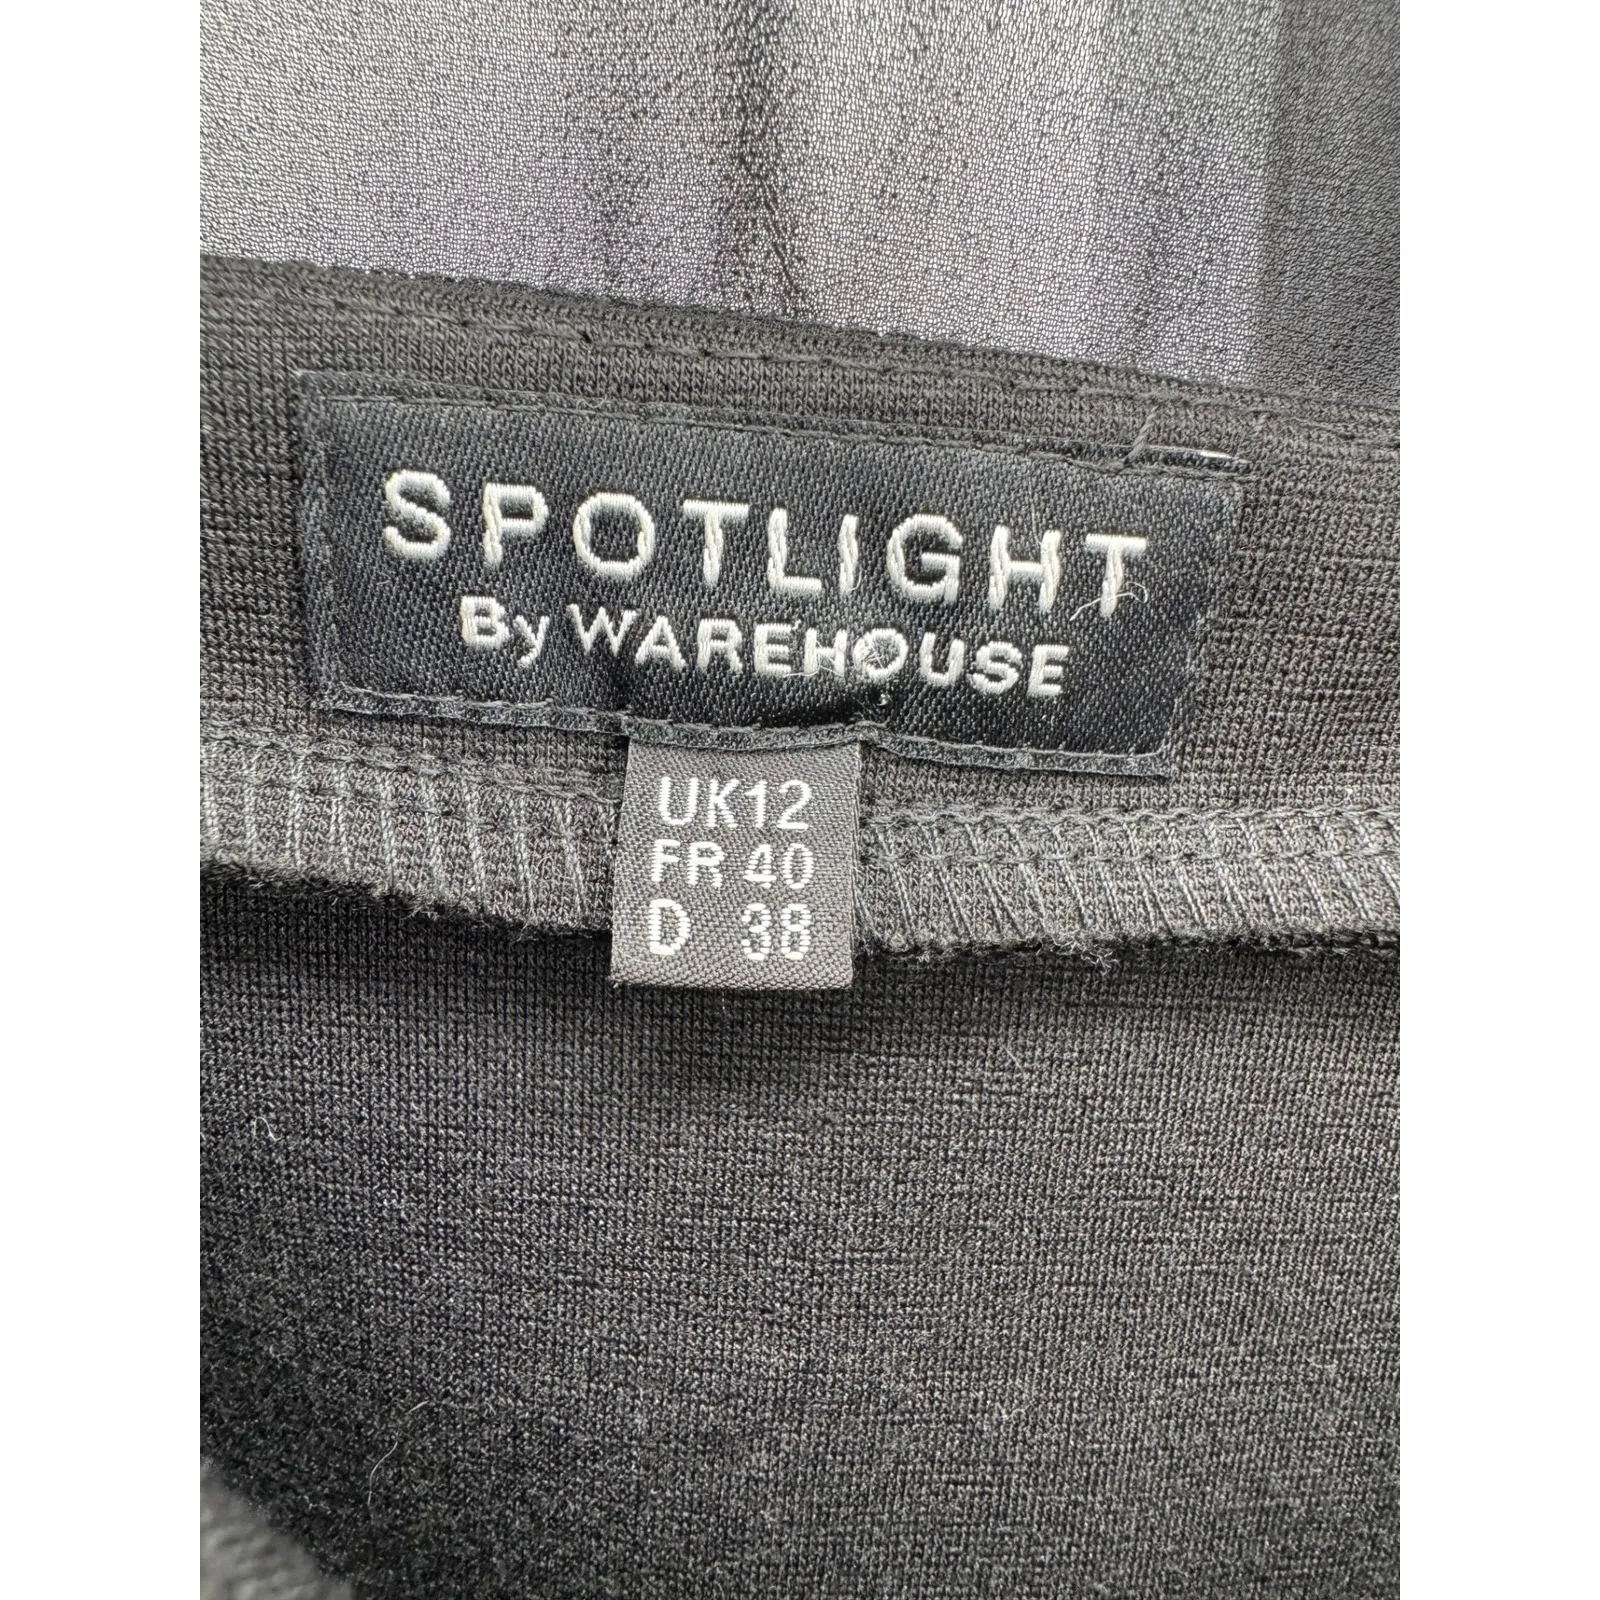 SPOTLIGHT
By WAREHOUSE
UK12
FR 40
D 38